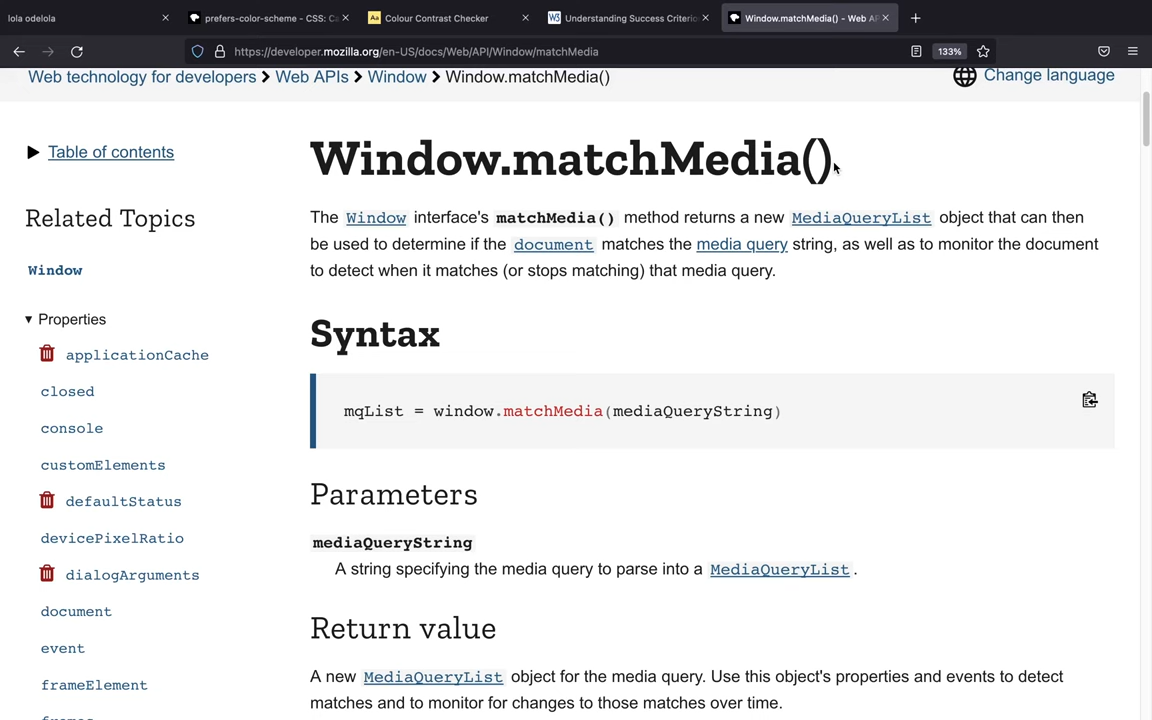 lola odelola
prefers-color-scheme - CSS: Ca
Aa Colour Contrast Checker
W3 Understanding Success Criterio
Window.matchMedia() - Web AP
https://developer.mozilla.org/en-US/docs/Web/API/Window/matchMedia
133%
Web technology for developers > Web APIs > Window > Window.matchMedia()
Change language
Table of contents
Related Topics
Window
Properties
applicationCache
closed
console
customElements
defaultStatus
devicePixelRatio
dialogArguments
document
event
frameElement
frames
Window.matchMedia()
The Window interface's matchMedia() method returns a new MediaQueryList object that can then
be used to determine if the document matches the media query string, as well as to monitor the document
to detect when it matches (or stops matching) that media query.
Syntax
mqList = window.matchMedia(mediaQueryString)
Parameters
mediaQueryString
A string specifying the media query to parse into a MediaQueryList.
Return value
A new MediaQueryList object for the media query. Use this object's properties and events to detect
matches and to monitor for changes to those matches over time.